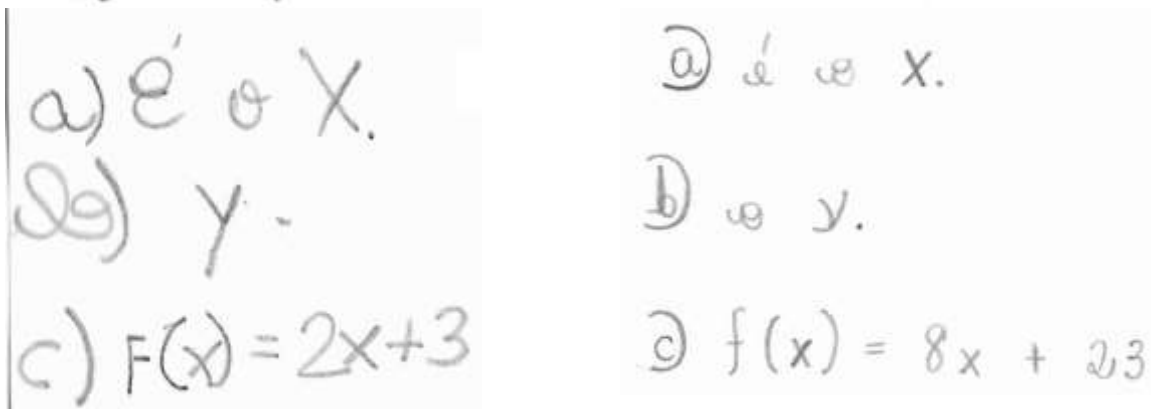 a) É o X.
b) Y -
c) F(x) = 2x+3
a) é o x.
b) o y.
c) f(x) = 8x + 23